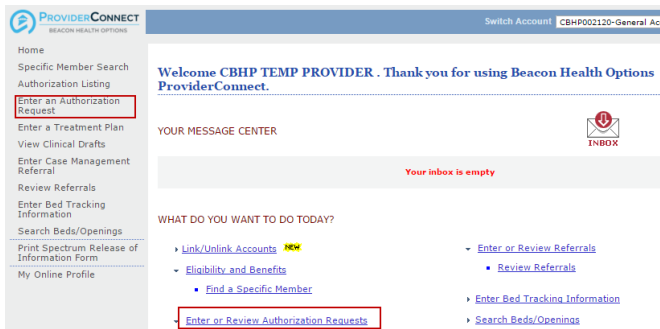 PROVIDERCONNECT
BEACON HEALTH OPTIONS
Switch Account CBHP002120-General Ac
Home
Specific Member Search
Authorization Listing
Enter an Authorization
Request
Enter a Treatment Plan
View Clinical Drafts
Enter Case Management
Referral
Review Referrals
Enter Bed Tracking
Information
Search Beds/Openings
Print Spectrum Release of
Information Form
My Online Profile
Welcome CBHP TEMP PROVIDER . Thank you for using Beacon Health Options
ProviderConnect.
YOUR MESSAGE CENTER
INBOX
Your inbox is empty
WHAT DO YOU WANT TO DO TODAY?
Link/Unlink Accounts NEW
Eligibility and Benefits
Find a Specific Member
Enter or Review Authorization Requests
Enter or Review Referrals
Review Referrals
Enter Bed Tracking Information
Search Beds/Openings